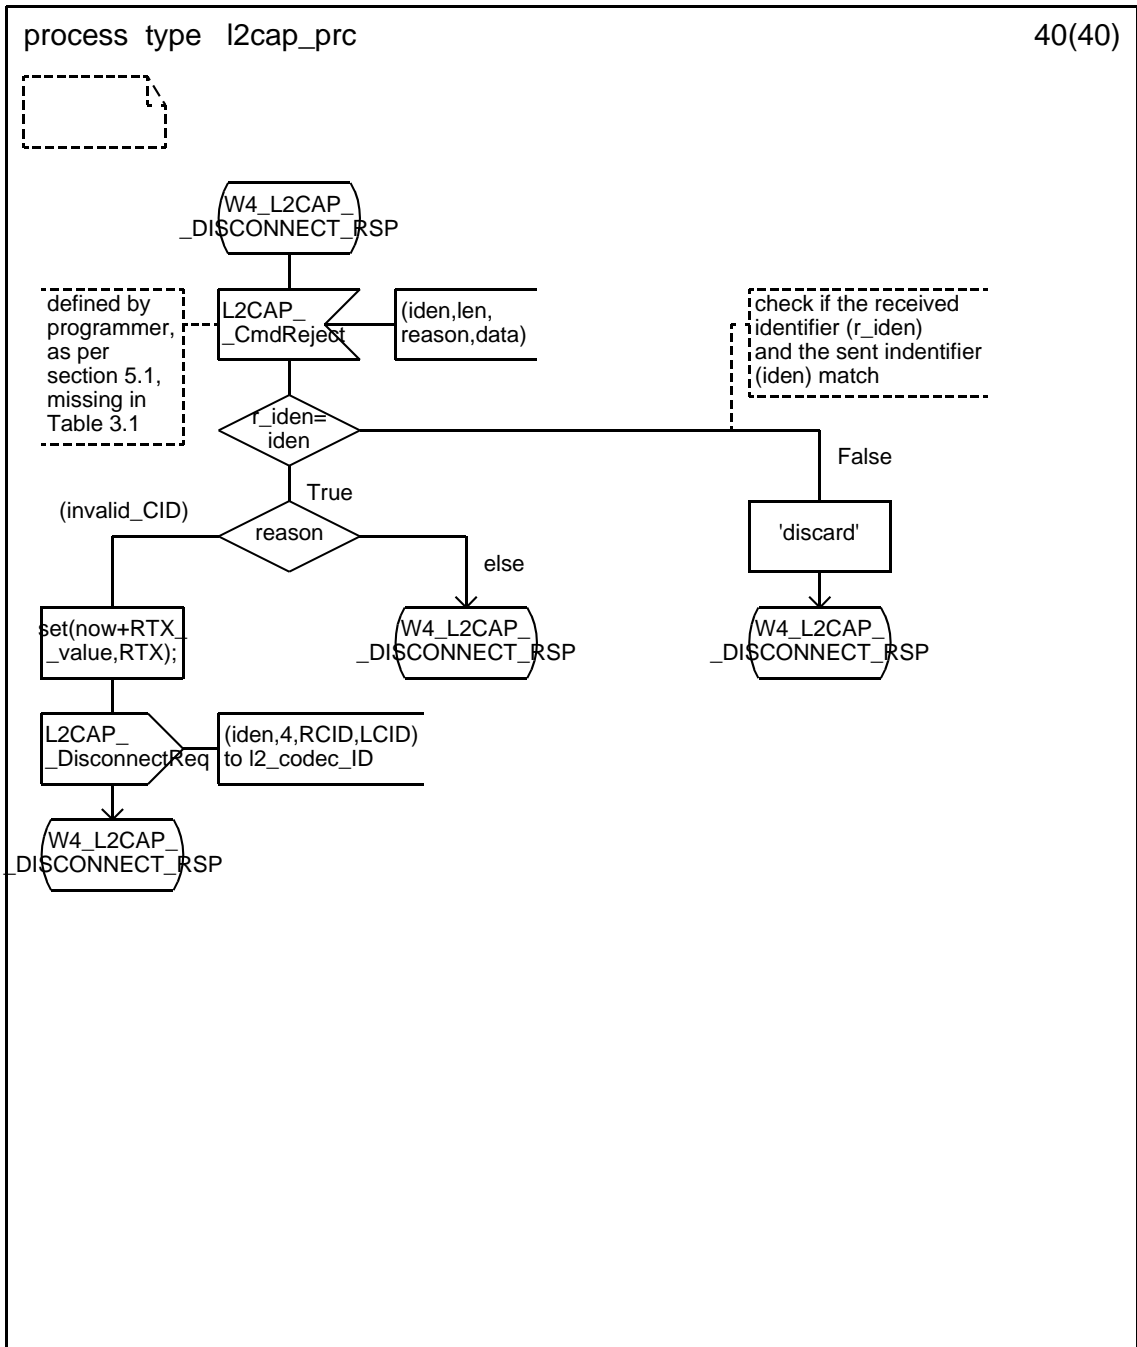 process type l2cap_prc
40(40)
W4_L2CAP_
_DISCONNECT_RSP
defined by
programmer,
as per
section 5.1,
missing in
Table 3.1
L2CAP_
_CmdReject
(iden,len,
reason,data)
check if the received
identifier (r_iden)
and the sent indentifier
(iden) match
r_iden=
iden
False
True
(invalid_CID)
reason
'discard'
else
set(now+RTX_
_value,RTX);
W4_L2CAP_
_DISCONNECT_RSP
W4_L2CAP_
_DISCONNECT_RSP
L2CAP_
_DisconnectReq
(iden,4,RCID,LCID)
to l2_codec_ID
W4_L2CAP_
_DISCONNECT_RSP